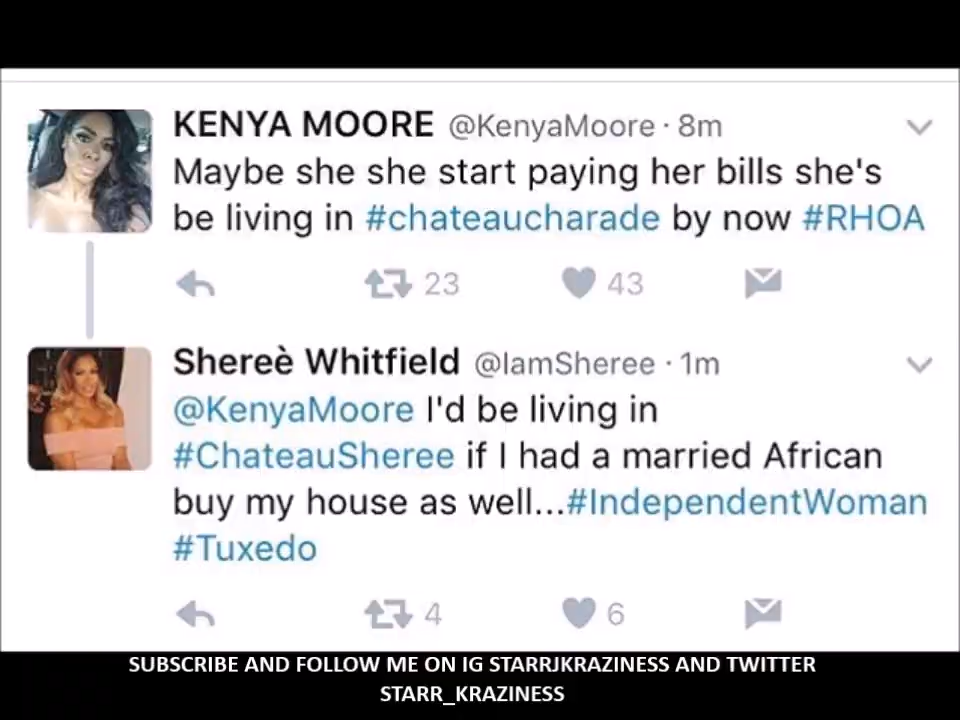 KENYA MOORE @KenyaMoore · 8m
Maybe she she start paying her bills she's
be living in #chateaucharade by now #RHOA
23 43
Shereè Whitfield @IamSheree · 1m
@KenyaMoore I'd be living in
#ChateauSheree if I had a married African
buy my house as well...#IndependentWoman
#Tuxedo
4 6
SUBSCRIBE AND FOLLOW ME ON IG STARRJKRAZINESS AND TWITTER
STARR_KRAZINESS